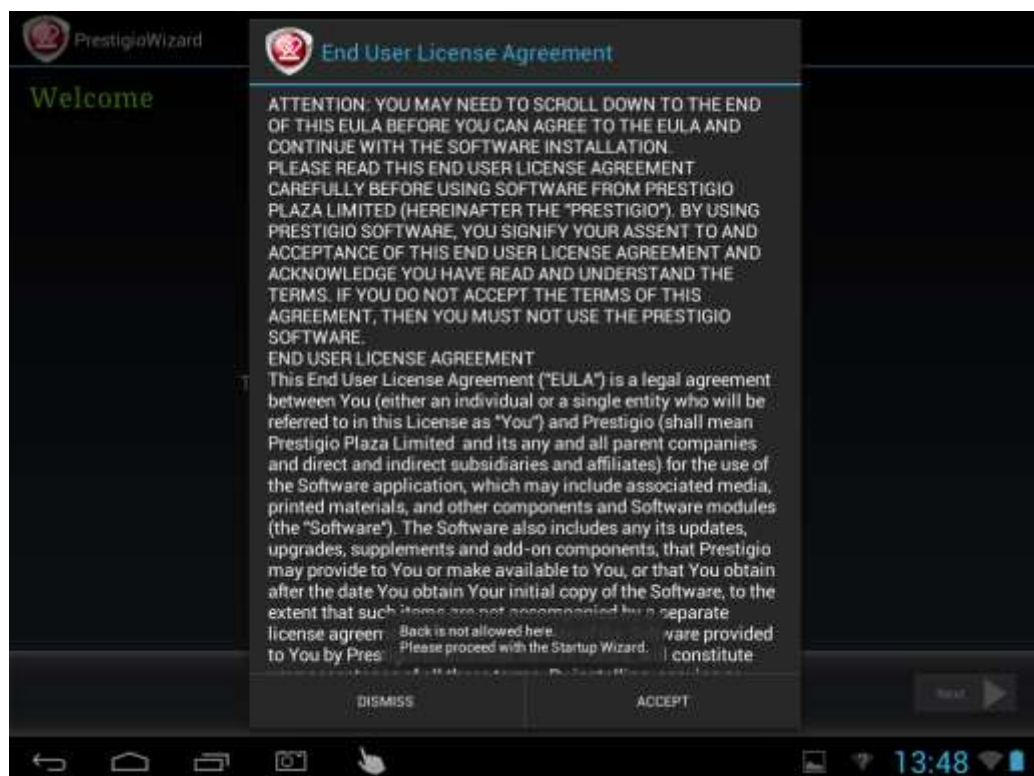 PrestigioWizard
Welcome
End User License Agreement
ATTENTION: YOU MAY NEED TO SCROLL DOWN TO THE END
OF THIS EULA BEFORE YOU CAN AGREE TO THE EULA AND
CONTINUE WITH THE SOFTWARE INSTALLATION.
PLEASE READ THIS END USER LICENSE AGREEMENT
CAREFULLY BEFORE USING SOFTWARE FROM PRESTIGIO
PLAZA LIMITED (HEREINAFTER THE "PRESTIGIO"). BY USING
PRESTIGIO SOFTWARE, YOU SIGNIFY YOUR ASSENT TO AND
ACCEPTANCE OF THIS END USER LICENSE AGREEMENT AND
ACKNOWLEDGE YOU HAVE READ AND UNDERSTAND THE
TERMS. IF YOU DO NOT ACCEPT THE TERMS OF THIS
AGREEMENT, THEN YOU MUST NOT USE THE PRESTIGIO
SOFTWARE.
END USER LICENSE AGREEMENT
This End User License Agreement ("EULA") is a legal agreement
between You (either an individual or a single entity who will be
referred to in this License as "You") and Prestigio (shall mean
Prestigio Plaza Limited and its any and all parent companies
and direct and indirect subsidiaries and affiliates) for the use of
the Software application, which may include associated media,
printed materials, and other components and Software modules
(the "Software"). The Software also includes any its updates,
upgrades, supplements and add-on components, that Prestigio
may provide to You or make available to You, or that You obtain
after the date You obtain Your initial copy of the Software, to the
extent that such items are not accompanied by a separate
license agreem ware provided
to You by Pres constitute
Back is not allowed here.
Please proceed with the Startup Wizard.
DISMISS
ACCEPT
Next
13:48